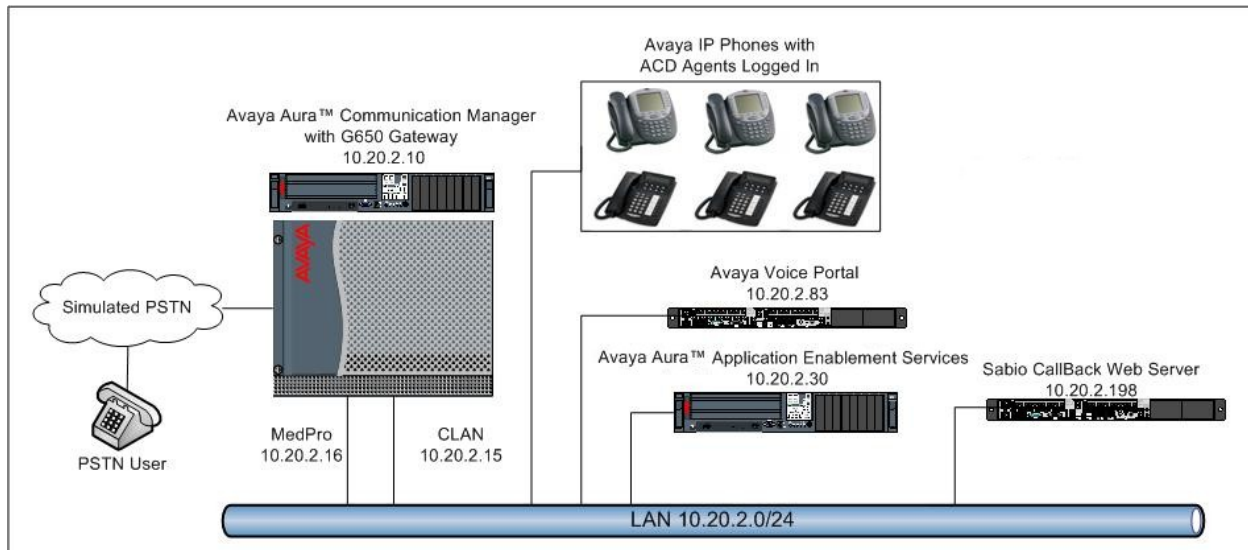 Avaya IP Phones with
ACD Agents Logged In
Avaya Aura™ Communication Manager
with G650 Gateway
10.20.2.10
AVAYA
Simulated PSTN
PSTN User
Avaya Voice Portal
10.20.2.83
Avaya Aura™ Application Enablement Services
10.20.2.30
Sabio CallBack Web Server
10.20.2.198
MedPro
10.20.2.16
CLAN
10.20.2.15
LAN 10.20.2.0/24